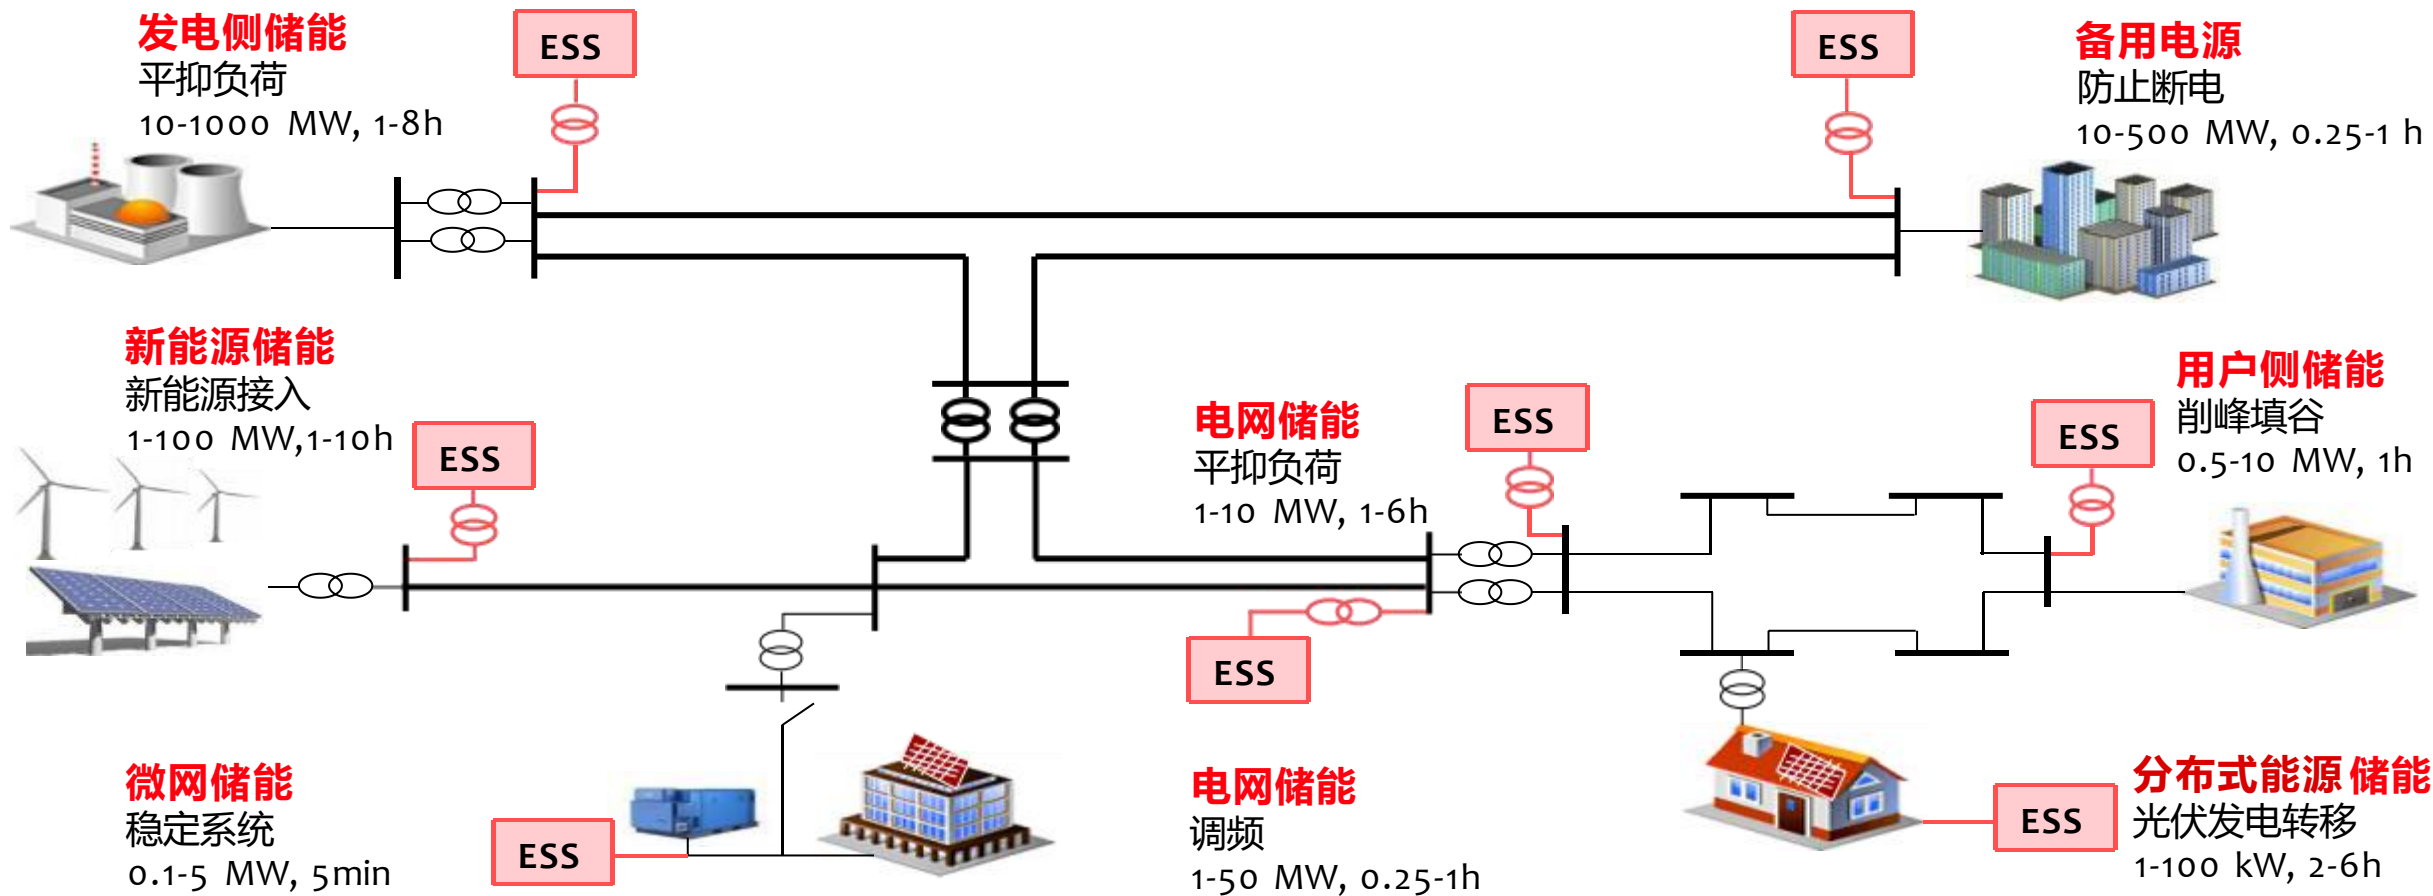 发电侧储能
平抑负荷
10-1000 MW, 1-8h
ESS
ESS
备用电源
防止断电
10-500 MW, 0.25-1 h
新能源储能
新能源接入
1-100 MW,1-10h
ESS
电网储能
平抑负荷
1-10 MW, 1-6h
ESS
ESS
用户侧储能
削峰填谷
0.5-10 MW, 1h
ESS
微网储能
稳定系统
0.1-5 MW, 5min
ESS
电网储能
调频
1-50 MW, 0.25-1h
ESS
分布式能源储能
光伏发电转移
1-100 kW, 2-6h